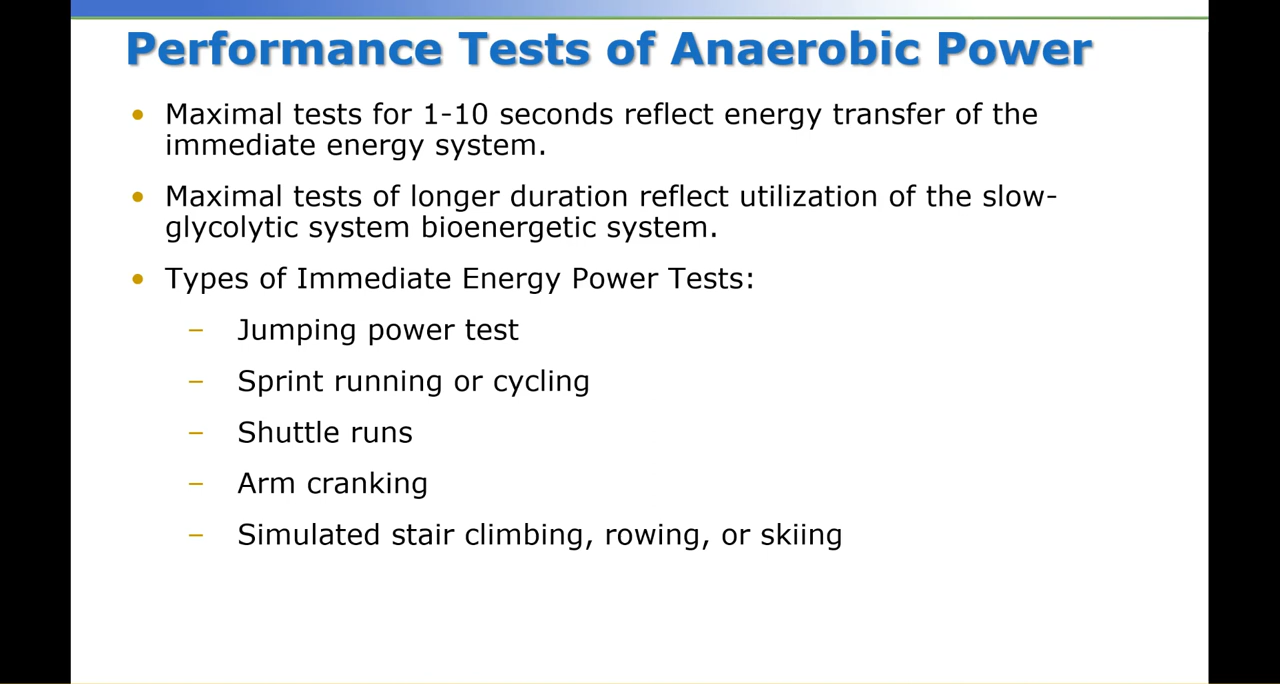 Performance Tests of Anaerobic Power
• Maximal tests for 1-10 seconds reflect energy transfer of the
immediate energy system.
• Maximal tests of longer duration reflect utilization of the slow-
glycolytic system bioenergetic system.
• Types of Immediate Energy Power Tests:
– Jumping power test
– Sprint running or cycling
– Shuttle runs
– Arm cranking
– Simulated stair climbing, rowing, or skiing